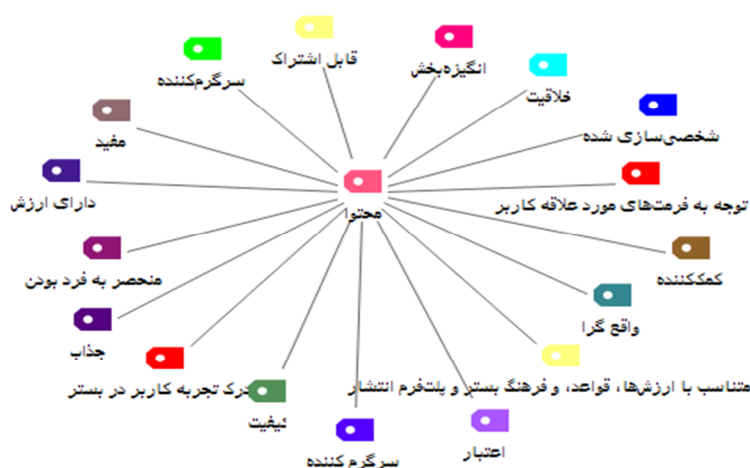 قابل اشتراک
انگیزه‌بخش
سرگرم‌کننده
خلاقیت
مفید
شخصی‌سازی شده
دارای ارزش
محتوا
توجه به فرمت‌های مورد علاقه کاربر
منحصر به فرد بودن
کمک‌کننده
واقع گرا
جذاب
درک تجربه کاربر در بستر
متناسب با ارزش‌ها، قواعد، و فرهنگ بستر و پلت‌فرم انتشار
کیفیت
سرگرم کننده
اعتبار